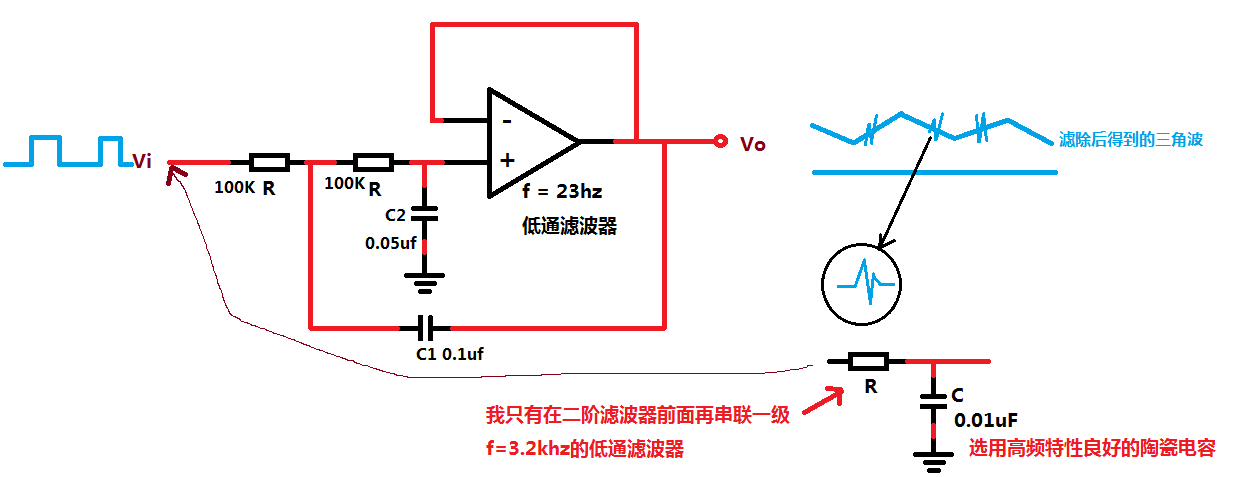 Vi
100K R
100K R
C2
0.05uf
C1 0.1uf
-
+
f = 23hz
低通滤波器
Vo
滤除后得到的三角波
R
C
0.01uF
我只有在二阶滤波器前面再串联一级
f=3.2khz的低通滤波器
选用高频特性良好的陶瓷电容